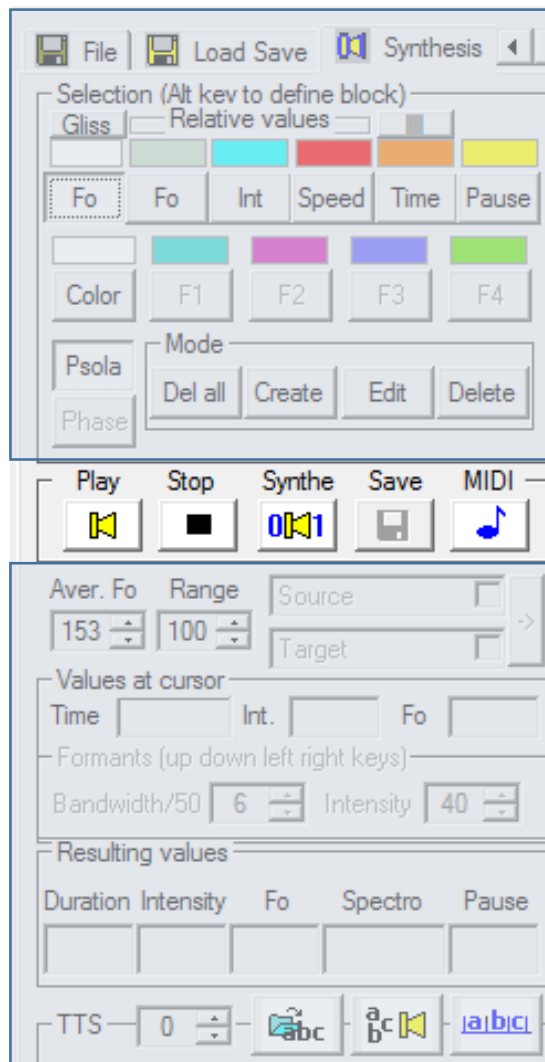 File Load Save Synthesis
Selection (Alt key to define block)
Gliss Relative values
Fo Fo Int Speed Time Pause
Color F1 F2 F3 F4
Psola Mode
Del all Create Edit Delete
Phase
Play Stop Synthe Save MIDI
0 1
Aver. Fo Range Source
153 100 ->
Target
Values at cursor
Time Int. Fo
Formants (up down left right keys)
Bandwidth/50 6 Intensity 40
Resulting values
Duration Intensity Fo Spectro Pause
TTS 0 abc abc |a|b|c|